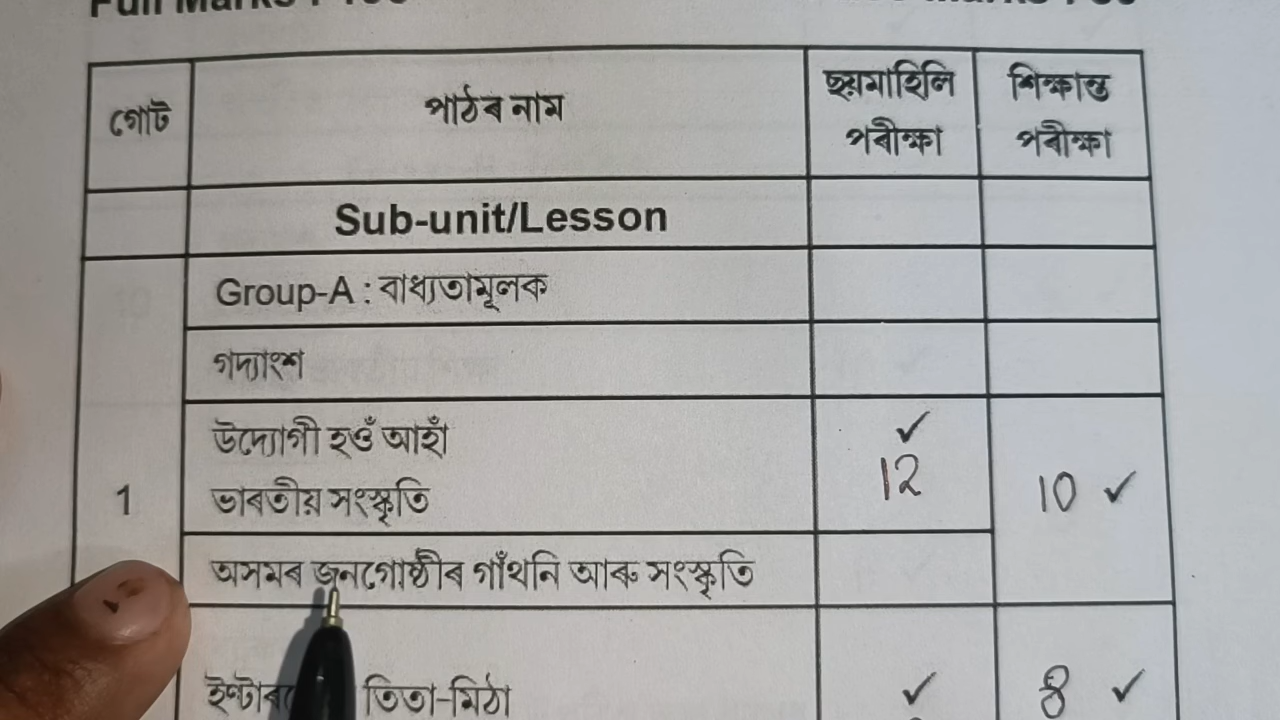 গোট
পাঠৰ নাম
ছয়মাহিলি
পৰীক্ষা
শিক্ষান্ত
পৰীক্ষা
Sub-unit/Lesson
Group-A : বাধ্যতামূলক
গদ্যাংশ
1
উদ্যোগী হওঁ আহাঁ
ভাৰতীয় সংস্কৃতি
✓
12
10 ✓
অসমৰ জনগোষ্ঠীৰ গাঁথনি আৰু সংস্কৃতি
তিতা-মিঠা
✓
8 ✓